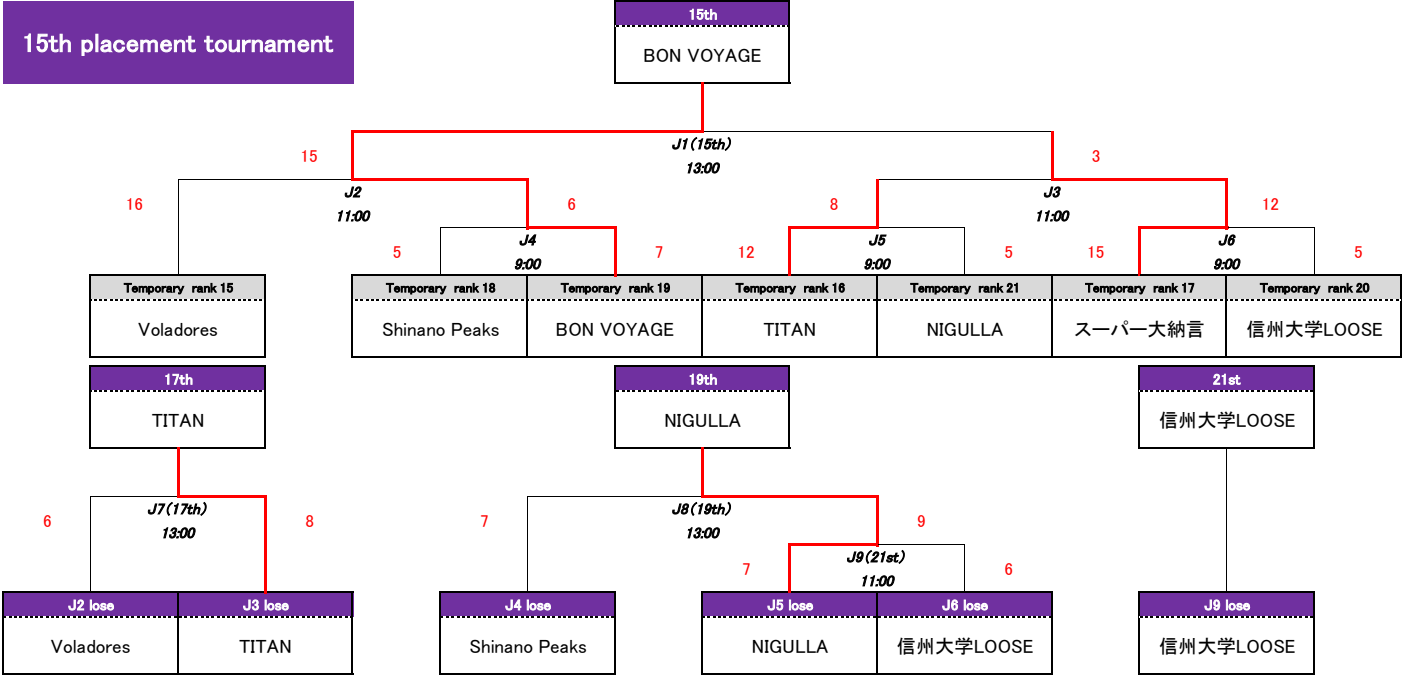 15th placement tournament
15th
BON VOYAGE
J1(15th)
13:00
15
3
J2
11:00
J3
11:00
16
6
8
12
J4
9:00
J5
9:00
J6
9:00
5
7
12
5
15
5
Temporary rank 15
Temporary rank 18
Temporary rank 19
Temporary rank 16
Temporary rank 21
Temporary rank 17
Temporary rank 20
Voladores
Shinano Peaks
BON VOYAGE
TITAN
NIGULLA
スーパー大納言
信州大学LOOSE
17th
19th
21st
TITAN
NIGULLA
信州大学LOOSE
J7(17th)
13:00
6
8
J8(19th)
13:00
7
9
J9(21st)
11:00
7
6
J2 lose
J3 lose
J4 lose
J5 lose
J6 lose
J9 lose
Voladores
TITAN
Shinano Peaks
NIGULLA
信州大学LOOSE
信州大学LOOSE